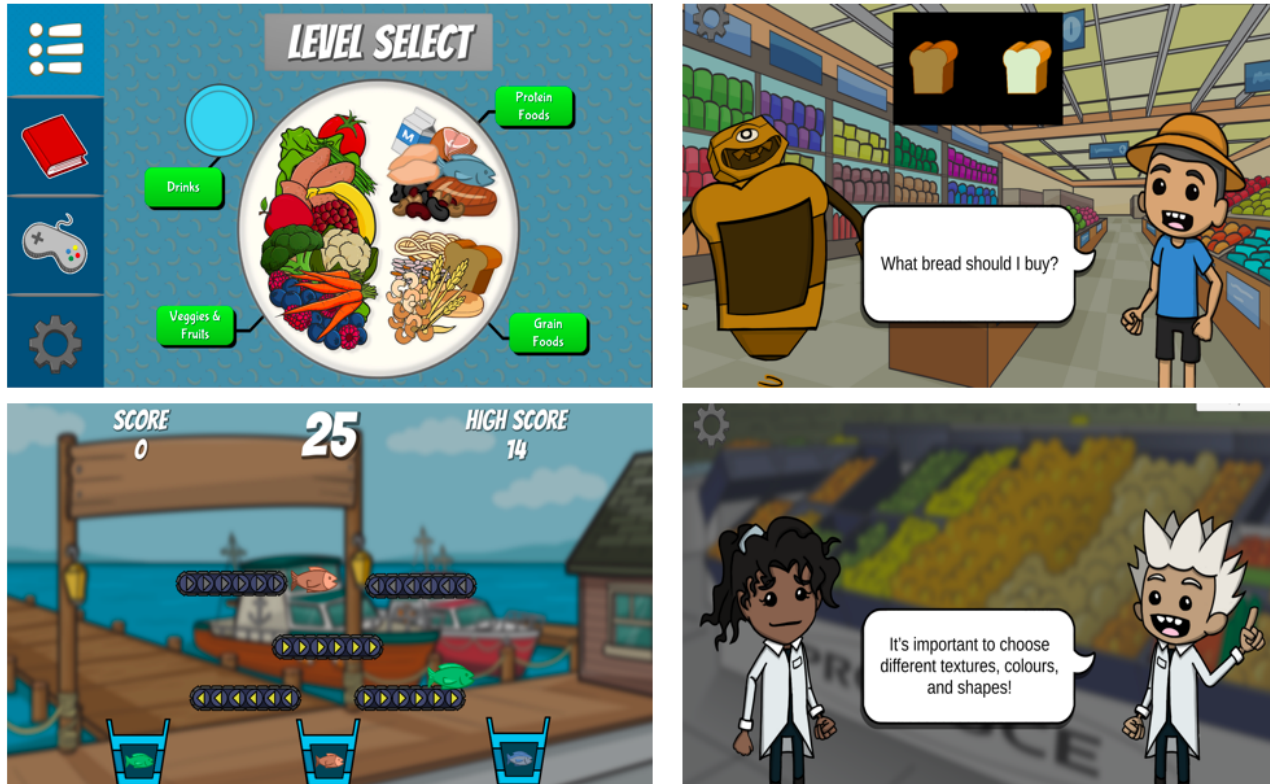 LEVEL SELECT
Protein
Foods
M
Drinks
Veggies &
Fruits
Grain
Foods
What bread should I buy?
SCORE
0
25
HIGH SCORE
14
It's important to choose
different textures, colours,
and shapes!